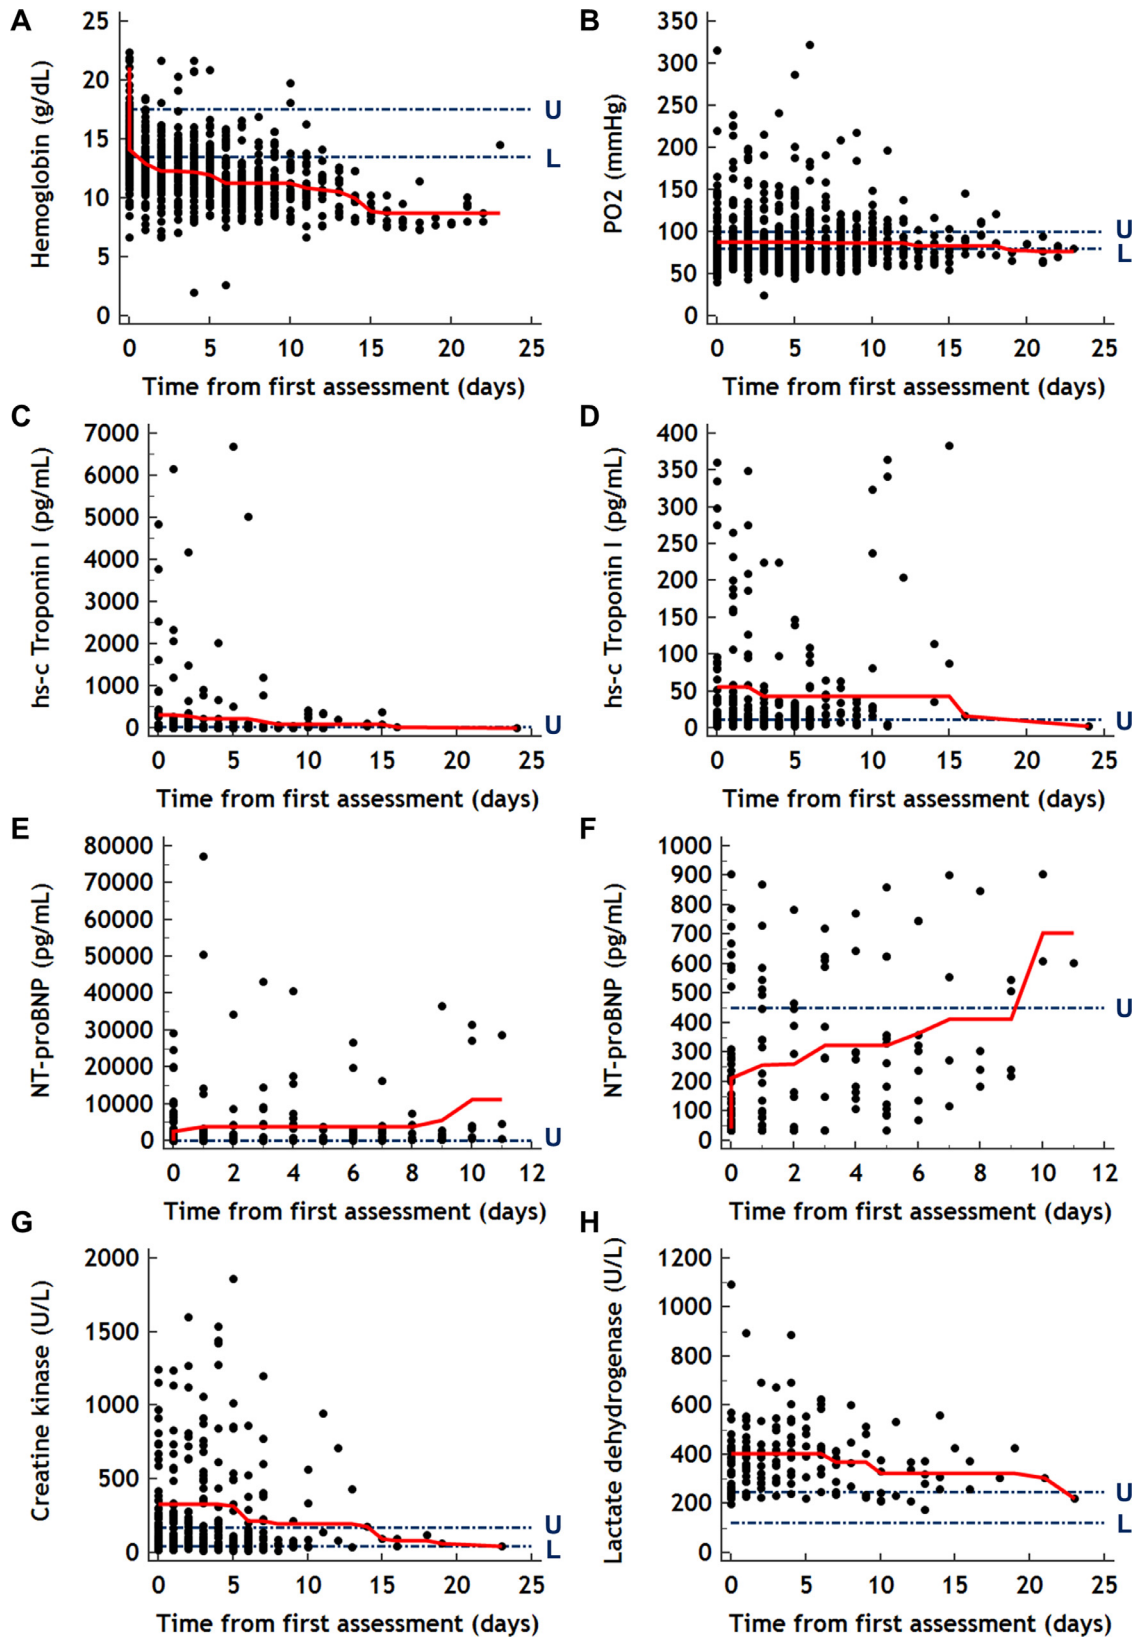 A
Hemoglobin (g/dL)
25
20
15
10
5
0
U
L
0 5 10 15 20 25
Time from first assessment (days)
B
PO2 (mmHg)
350
300
250
200
150
100
50
0
U
L
0 5 10 15 20 25
Time from first assessment (days)
C
hs-c Troponin I (pg/mL)
7000
6000
5000
4000
3000
2000
1000
0
U
0 5 10 15 20 25
Time from first assessment (days)
D
hs-c Troponin I (pg/mL)
400
350
300
250
200
150
100
50
0
U
0 5 10 15 20 25
Time from first assessment (days)
E
NT-proBNP (pg/mL)
80000
70000
60000
50000
40000
30000
20000
10000
0
U
0 2 4 6 8 10 12
Time from first assessment (days)
F
NT-proBNP (pg/mL)
1000
900
800
700
600
500
400
300
200
100
0
U
0 2 4 6 8 10 12
Time from first assessment (days)
G
Creatine kinase (U/L)
2000
1500
1000
500
0
U
L
0 5 10 15 20 25
Time from first assessment (days)
H
Lactate dehydrogenase (U/L)
1200
1000
800
600
400
200
0
U
L
0 5 10 15 20 25
Time from first assessment (days)